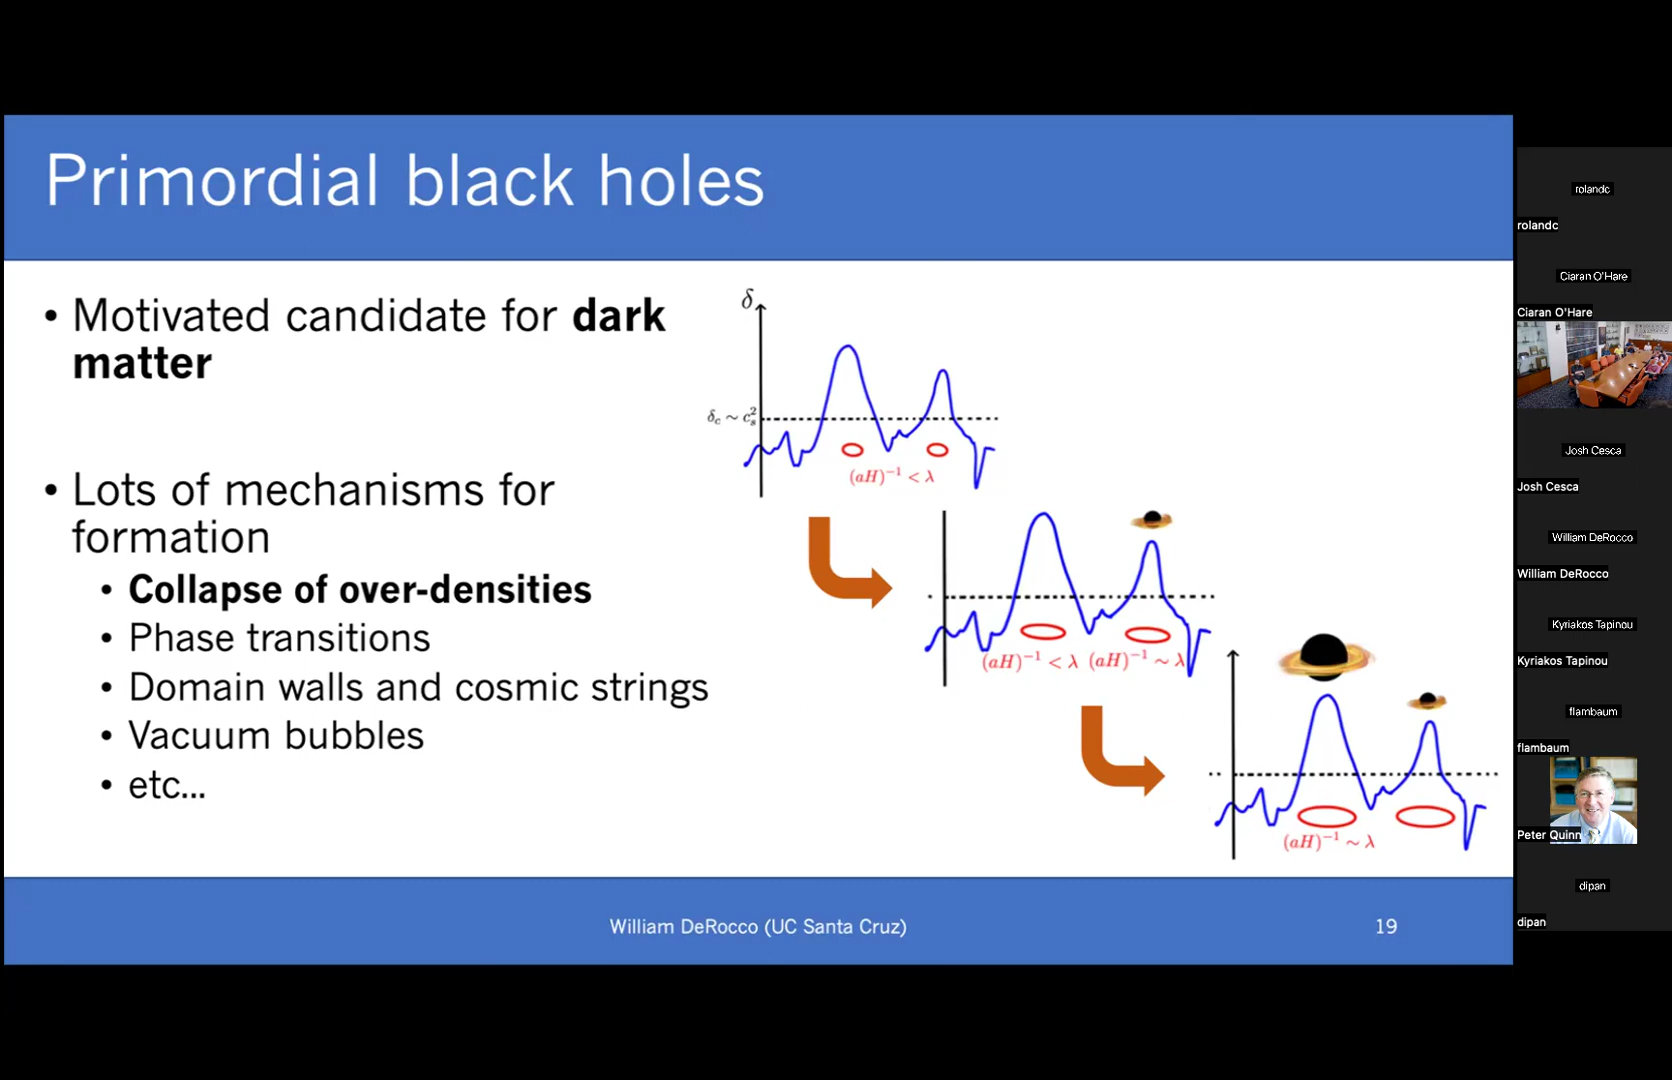 Primordial black holes
• Motivated candidate for dark
matter
• Lots of mechanisms for
formation
• Collapse of over-densities
• Phase transitions
• Domain walls and cosmic strings
• Vacuum bubbles
• etc...
δ
δc ~ cs²
(aH)⁻¹ < λ
(aH)⁻¹ < λ (aH)⁻¹ ~ λ
(aH)⁻¹ ~ λ
William DeRocco (UC Santa Cruz)
19
rolandc
rolandc
Ciaran O'Hare
Ciaran O'Hare
Josh Cesca
Josh Cesca
William DeRocco
William DeRocco
Kyriakos Tapinou
Kyriakos Tapinou
flambaum
flambaum
Peter Quinn
dipan
dipan